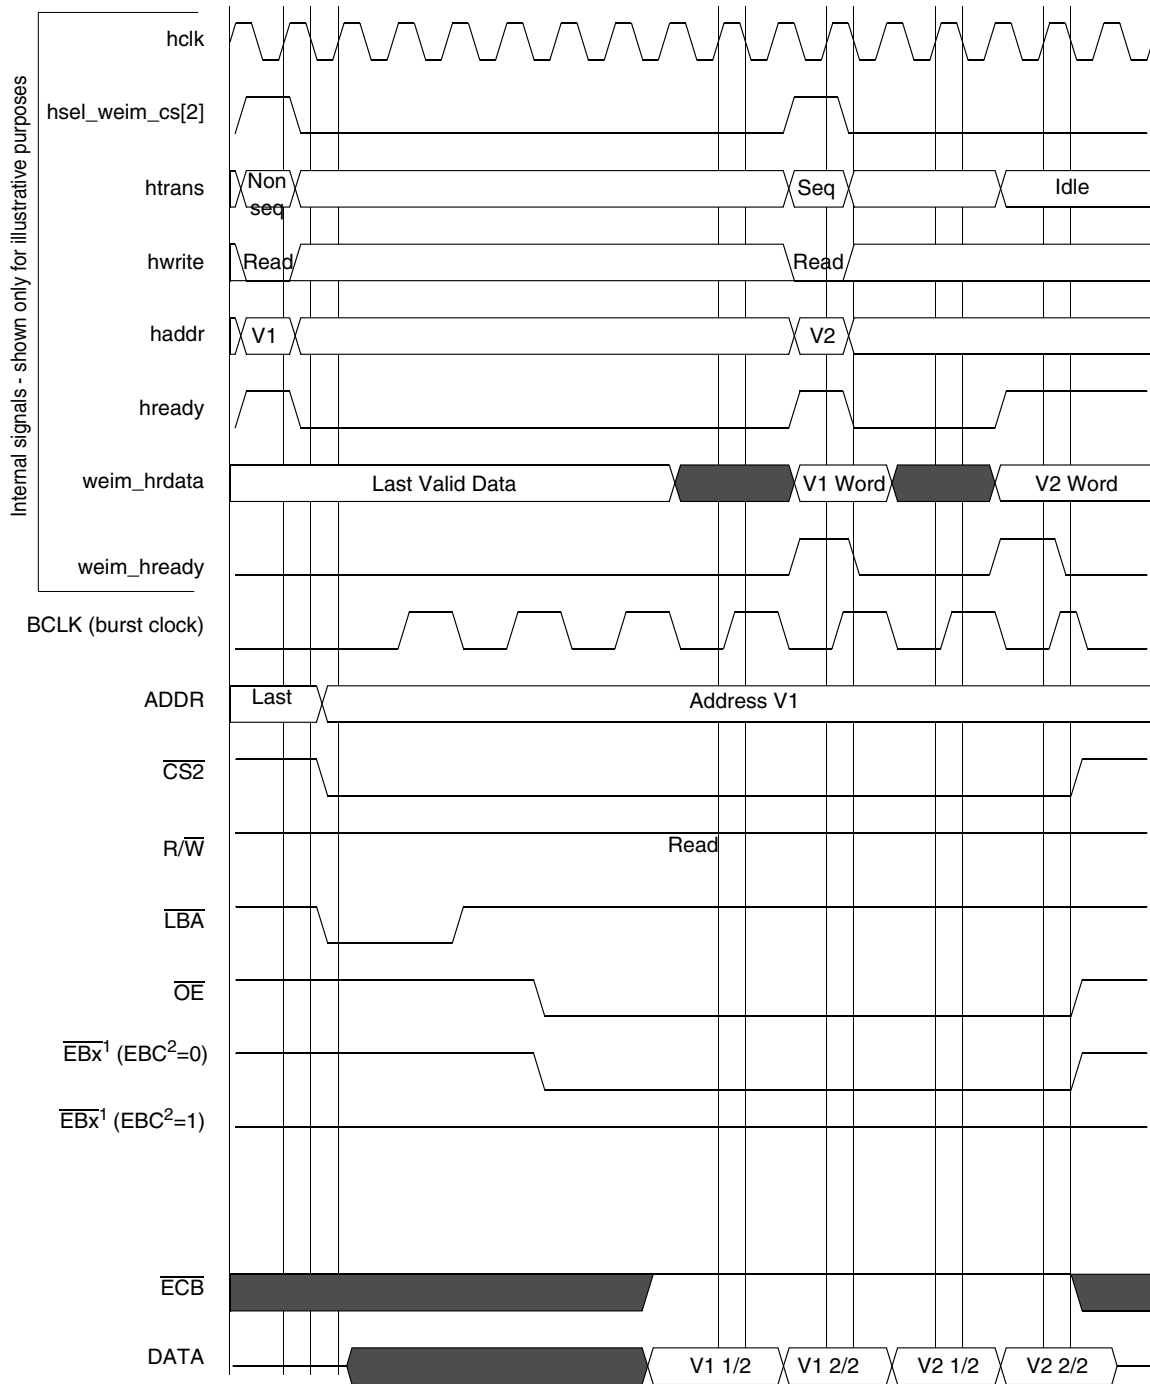 Internal signals - shown only for illustrative purposes
hclk
hsel_weim_cs[2]
htrans
Non
seq
Seq
Idle
hwrite
Read
Read
haddr
V1
V2
hready
weim_hrdata
Last Valid Data
V1 Word
V2 Word
weim_hready
BCLK (burst clock)
ADDR
Last
Address V1
CS2
R/W
Read
LBA
OE
EBx1 (EBC2=0)
EBx1 (EBC2=1)
ECB
DATA
V1 1/2
V1 2/2
V2 1/2
V2 2/2